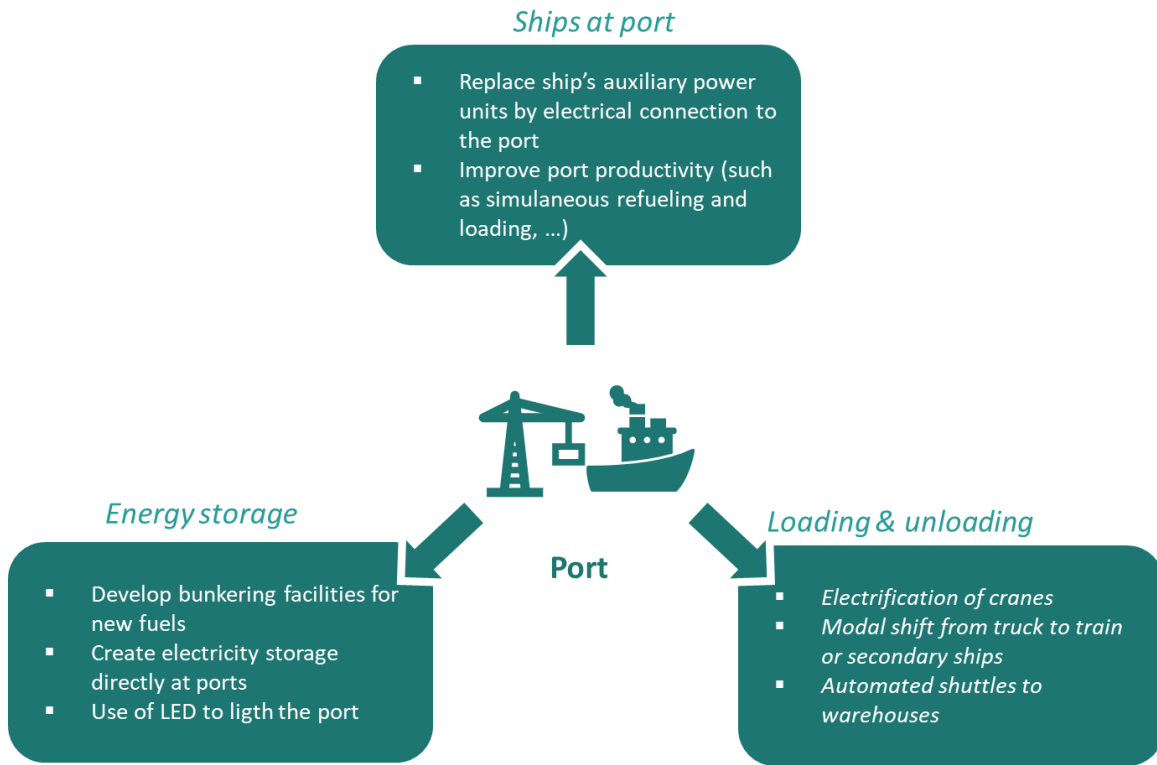 Ships at port
▪ Replace ship's auxiliary power
units by electrical connection to
the port
▪ Improve port productivity (such
as simulaneous refueling and
loading, …)
Energy storage
▪ Develop bunkering facilities for
new fuels
▪ Create electricity storage
directly at ports
▪ Use of LED to ligth the port
Port
Loading & unloading
▪ Electrification of cranes
▪ Modal shift from truck to train
or secondary ships
▪ Automated shuttles to
warehouses